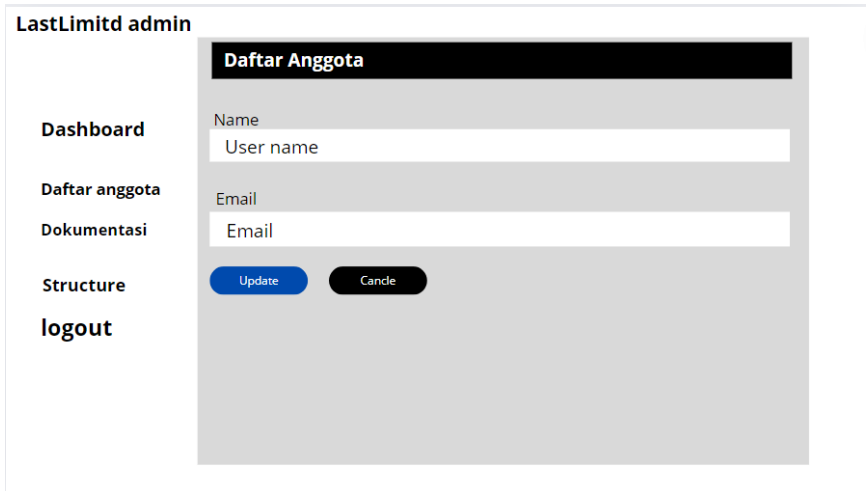 LastLimitd admin
Daftar Anggota
Dashboard
Daftar anggota
Dokumentasi
Structure
logout
Name
User name
Email
Email
Update
Cancle